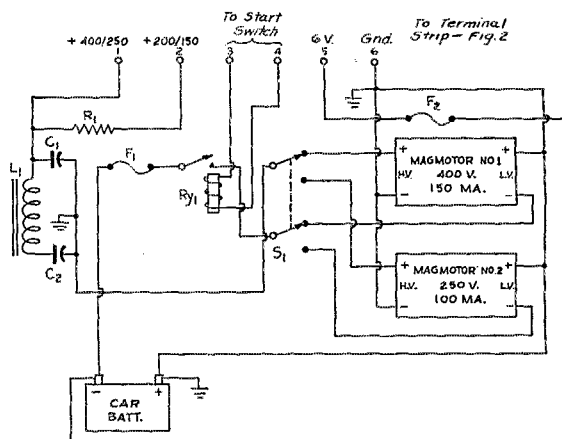 + 400/250
1
+200/150
2
To Start
Switch
3
4
6 V.
5
Gnd.
6
To Terminal
Strip — Fig. 2
R1
C1
L1
C2
F1
Ry1
S1
F2
+
+
MAGMOTOR NO 1
H.V. 400 V. L.V.
150 MA.
−
−
+
+
MAGMOTOR NO. 2
H.V. 250 V. L.V.
100 MA.
−
−
− +
CAR
BATT.